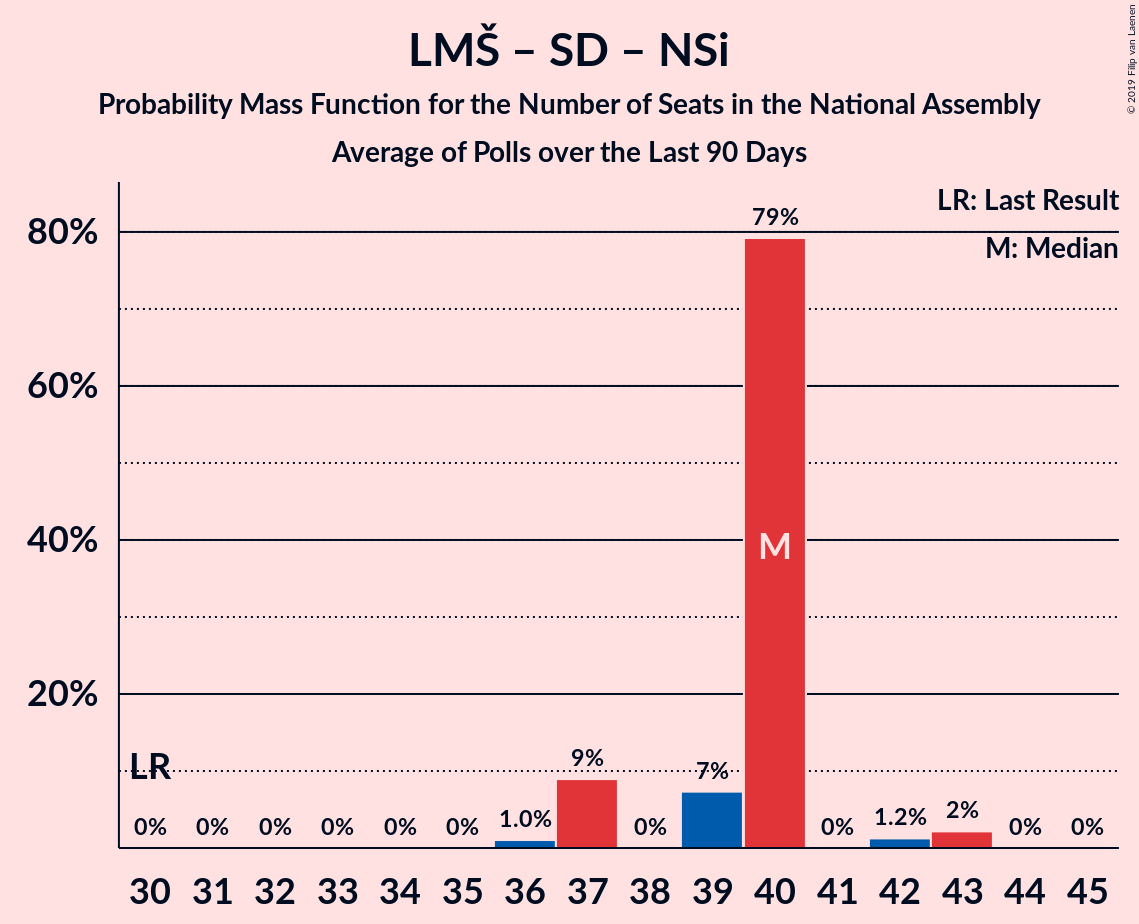 LMŠ – SD – NSi
Probability Mass Function for the Number of Seats in the National Assembly
Average of Polls over the Last 90 Days
© 2019 Filip van Laenen
LR: Last Result
M: Median
80%
60%
40%
20%
79%
M
LR
0%
0%
0%
0%
0%
0%
1.0%
9%
0%
7%
0%
1.2%
2%
0%
0%
30 31 32 33 34 35 36 37 38 39 40 41 42 43 44 45